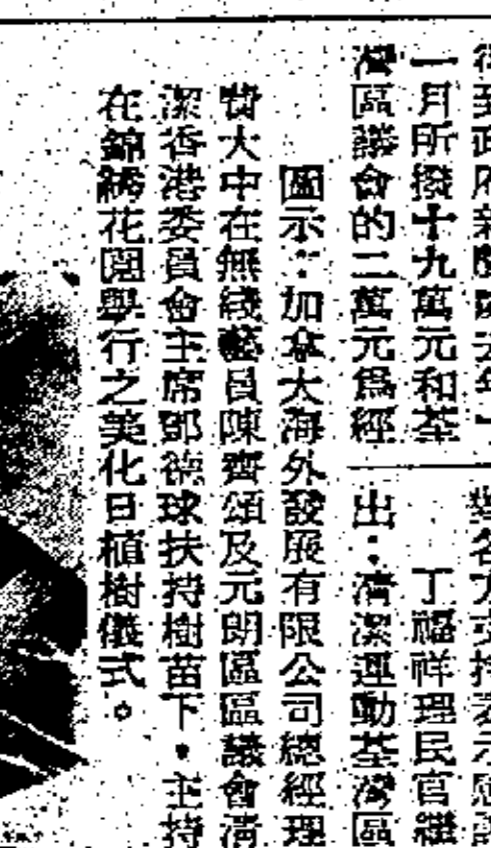 一月所撥十九萬元和荃
灣區議會的二萬元爲經
丁福祥理民官繼
出：清潔運動荃灣區
圖示：加拿大海外發展有限公司總經理
大中在無綫藝員陳齊頌及元朗區區議會清
潔香港委員會主席鄧德球扶持樹苗下，主持
在錦綉花園舉行之美化日植樹儀式。